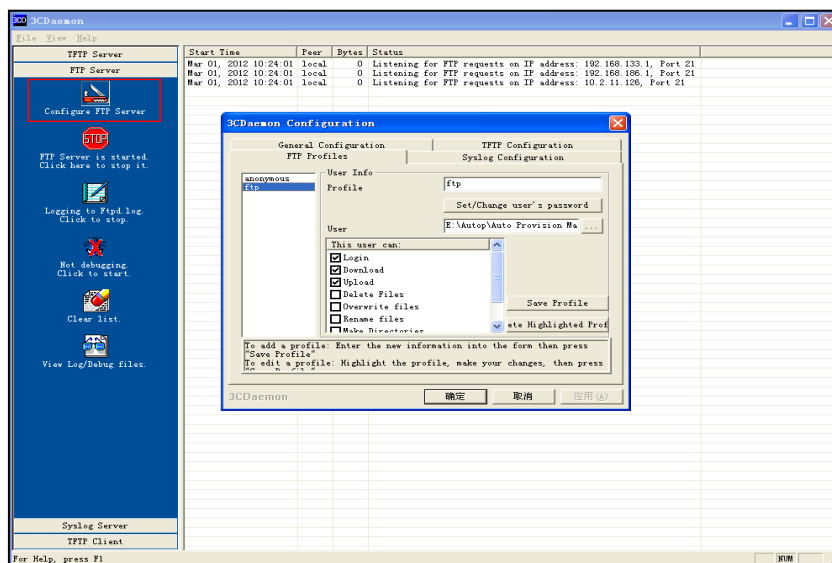 3CDaemon
File View Help
TFTP Server
FTP Server
Configure FTP Server
STOP
FTP Server is started.
Click here to stop it.
Logging to Ftpd.log.
Click to stop.
Not debugging.
Click to start.
Clear list.
View Log/Debug files.
Syslog Server
TFTP Client
Start Time Peer Bytes Status
Mar 01, 2012 10:24:01 local 0 Listening for FTP requests on IP address: 192.168.133.1, Port 21
Mar 01, 2012 10:24:01 local 0 Listening for FTP requests on IP address: 192.168.186.1, Port 21
Mar 01, 2012 10:24:01 local 0 Listening for FTP requests on IP address: 10.2.11.126, Port 21
3CDaemon Configuration
General Configuration TFTP Configuration
FTP Profiles Syslog Configuration
anonymous
ftp
User Info
Profile ftp
Set/Change user's password
User E:\Autop\Auto Provision Ma ...
This user can:
Login
Download
Upload
Delete Files
Overwrite files
Rename files
Make Directories
Save Profile
ete Highlighted Prof
To add a profile: Enter the new information into the form then press
"Save Profile"
To edit a profile: Highlight the profile, make your changes, then press
3CDaemon
确定 取消 应用(A)
For Help, press F1
NUM